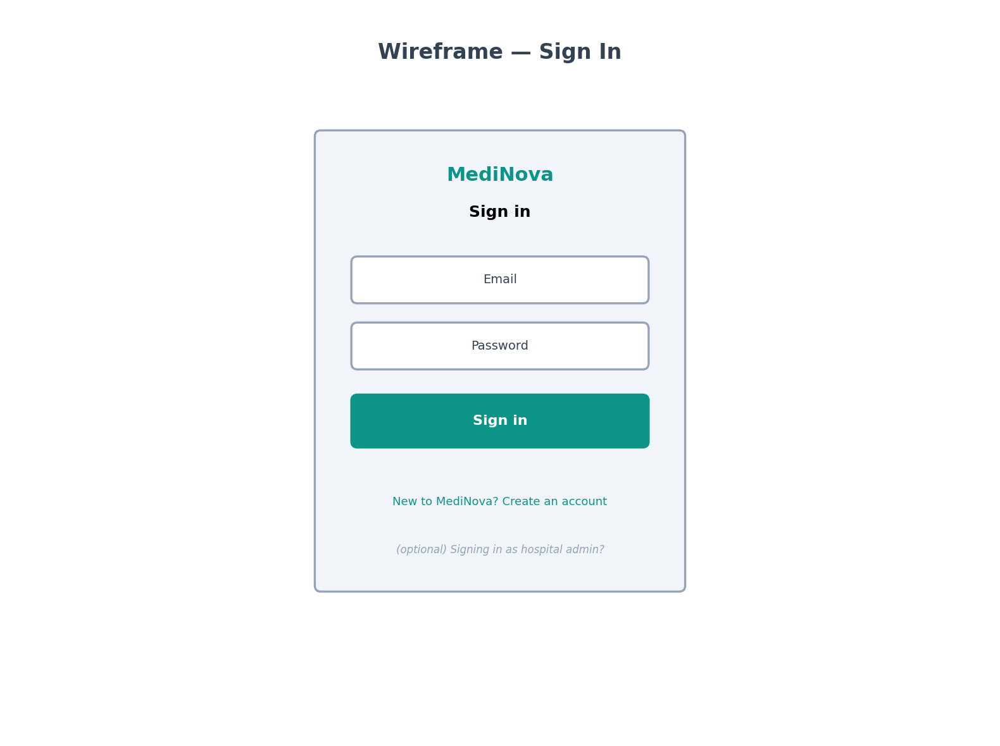 Wireframe — Sign In
MediNova
Sign in
Email
Password
Sign in
New to MediNova? Create an account
(optional) Signing in as hospital admin?